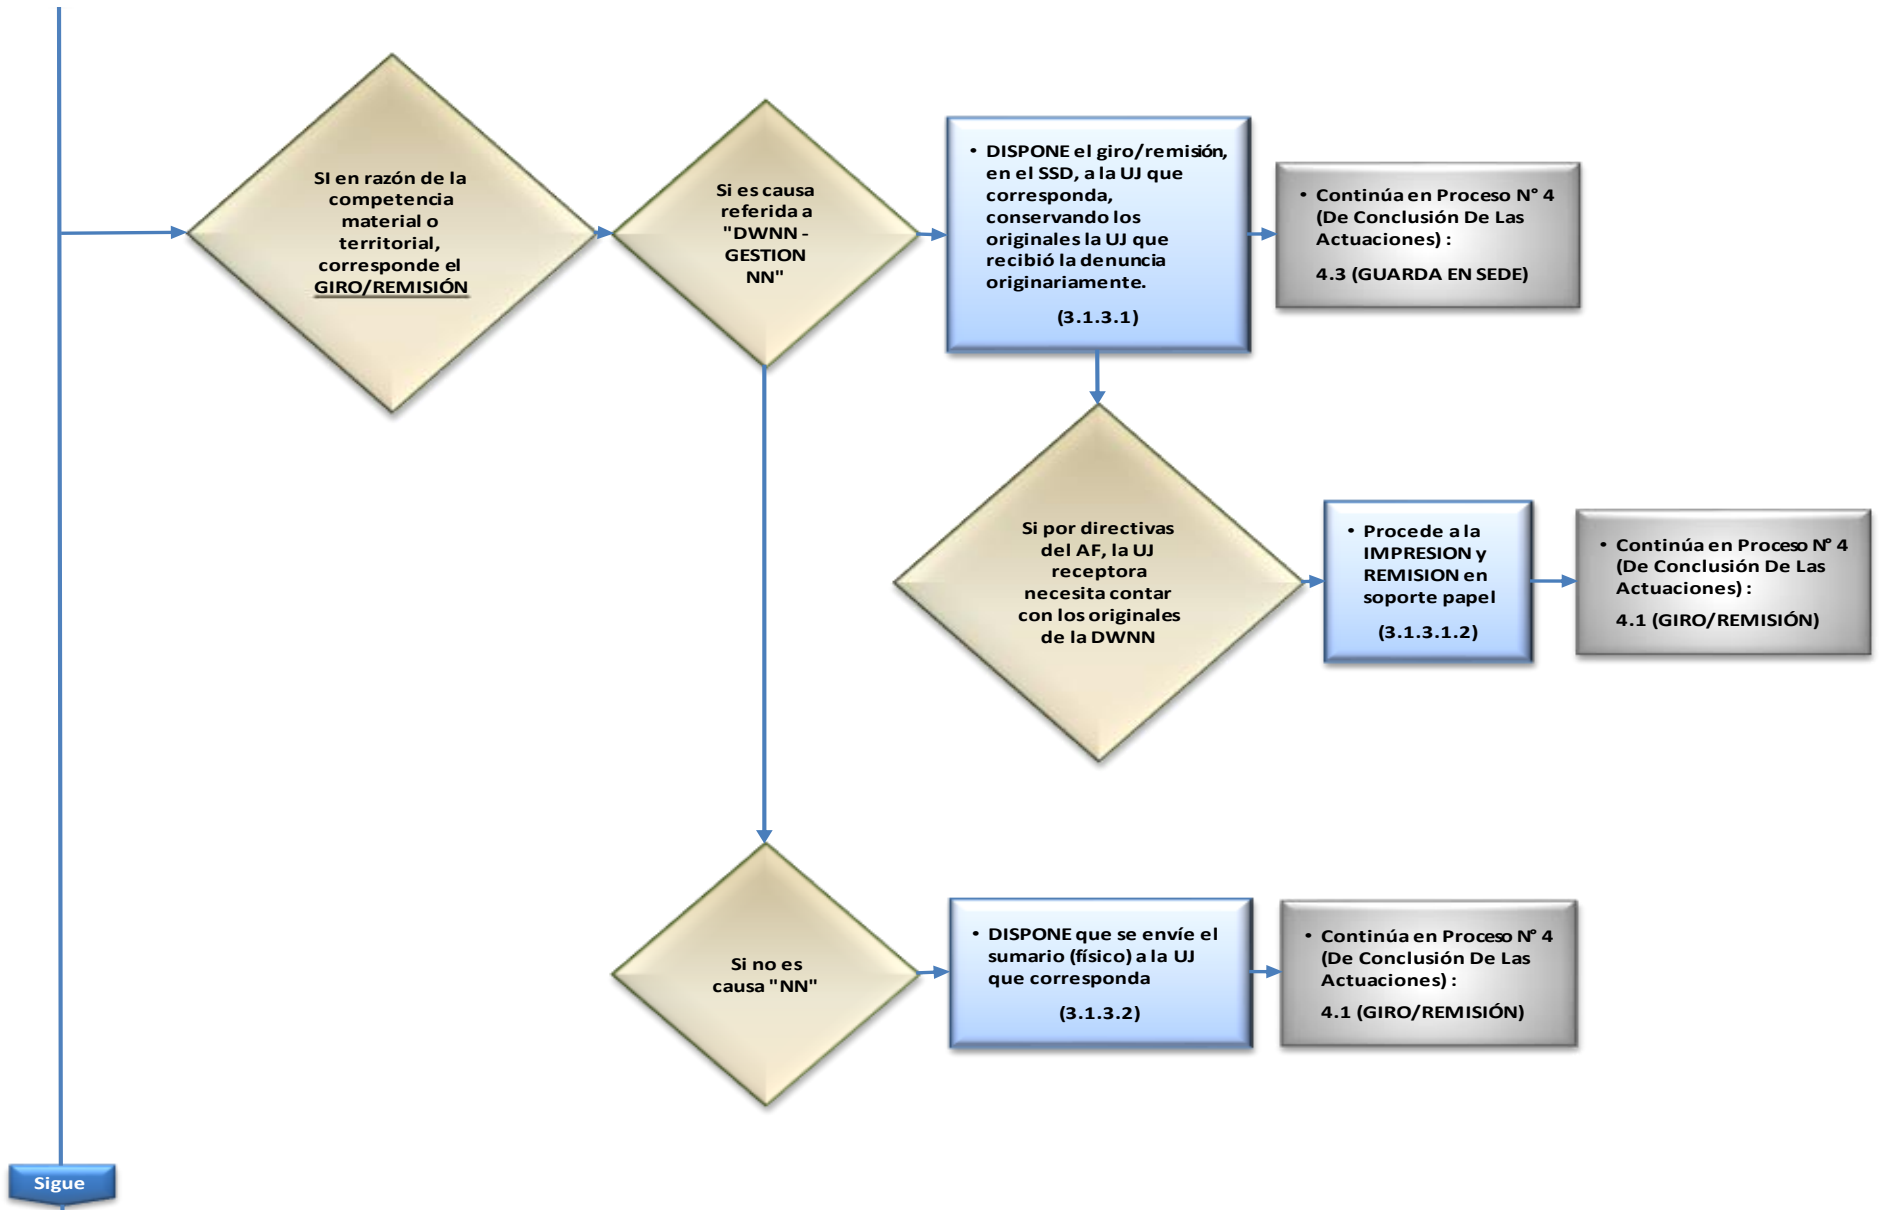 SI en razón de la
competencia
material o
territorial,
corresponde el
GIRO/REMISIÓN
Si es causa
referida a
"DWNN -
GESTION
NN"
• DISPONE el giro/remisión,
en el SSD, a la UJ que
corresponda,
conservando los
originales la UJ que
recibió la denuncia
originariamente.
(3.1.3.1)
• Continúa en Proceso N° 4
(De Conclusión De Las
Actuaciones) :
4.3 (GUARDA EN SEDE)
Si por directivas
del AF, la UJ
receptora
necesita contar
con los originales
de la DWNN
• Procede a la
IMPRESION y
REMISION en
soporte papel
(3.1.3.1.2)
• Continúa en Proceso N° 4
(De Conclusión De Las
Actuaciones) :
4.1 (GIRO/REMISIÓN)
Si no es
causa "NN"
• DISPONE que se envíe el
sumario (físico) a la UJ
que corresponda
(3.1.3.2)
• Continúa en Proceso N° 4
(De Conclusión De Las
Actuaciones) :
4.1 (GIRO/REMISIÓN)
Sigue